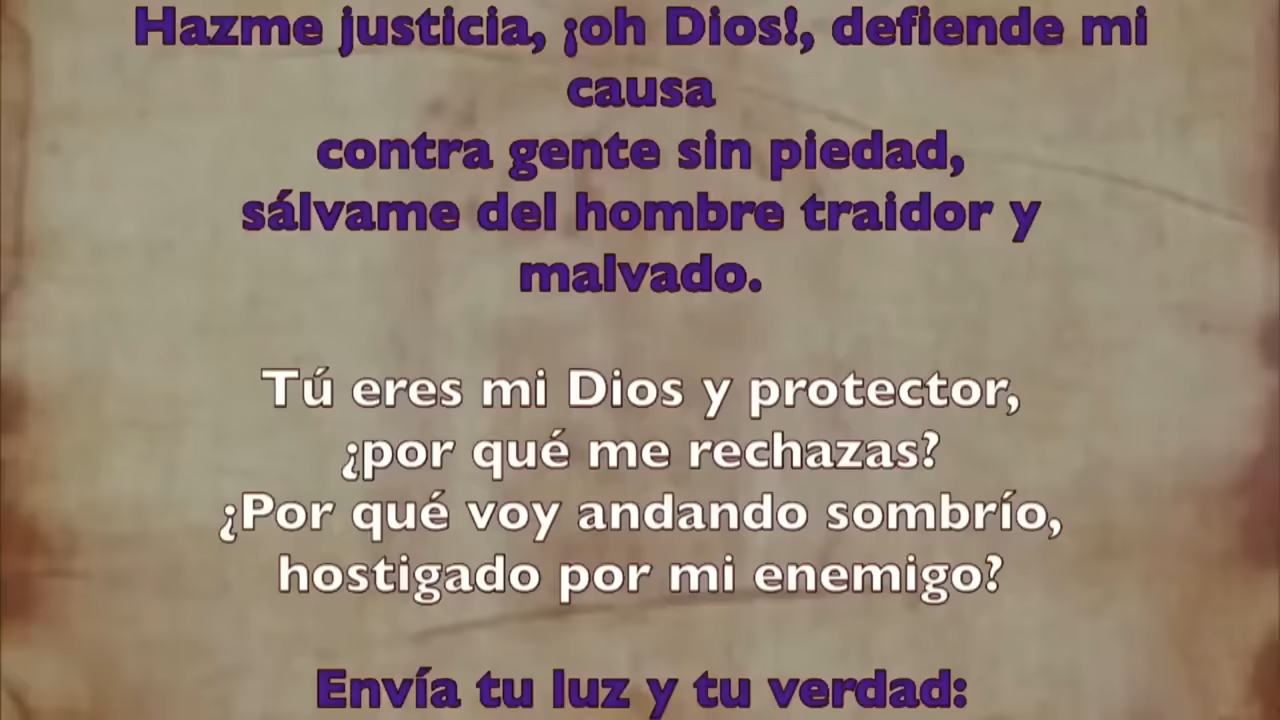 Hazme justicia, ¡oh Dios!, defiende mi
causa
contra gente sin piedad,
sálvame del hombre traidor y
malvado.
Tú eres mi Dios y protector,
¿por qué me rechazas?
¿Por qué voy andando sombrío,
hostigado por mi enemigo?
Envía tu luz y tu verdad: